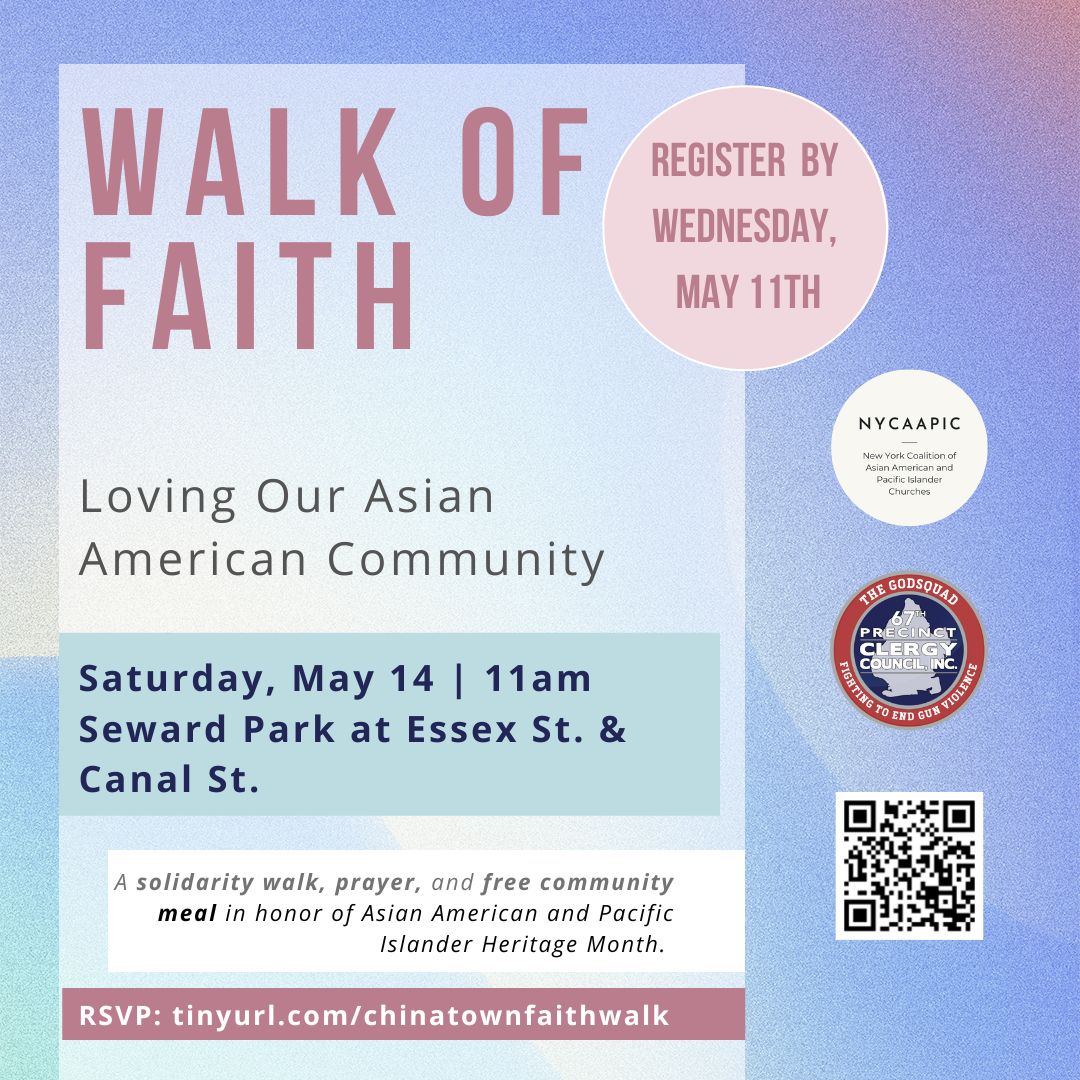 WALK OF
FAITH
REGISTER BY
WEDNESDAY,
MAY 11TH
NYCAAPIC
New York Coalition of
Asian American and
Pacific Islander
Churches
Loving Our Asian
American Community
THE GODSQUAD
67TH
PRECINCT
CLERGY
COUNCIL, INC.
FIGHTING TO END GUN VIOLENCE
Saturday, May 14 | 11am
Seward Park at Essex St. &
Canal St.
A solidarity walk, prayer, and free community
meal in honor of Asian American and Pacific
Islander Heritage Month.
RSVP: tinyurl.com/chinatownfaithwalk